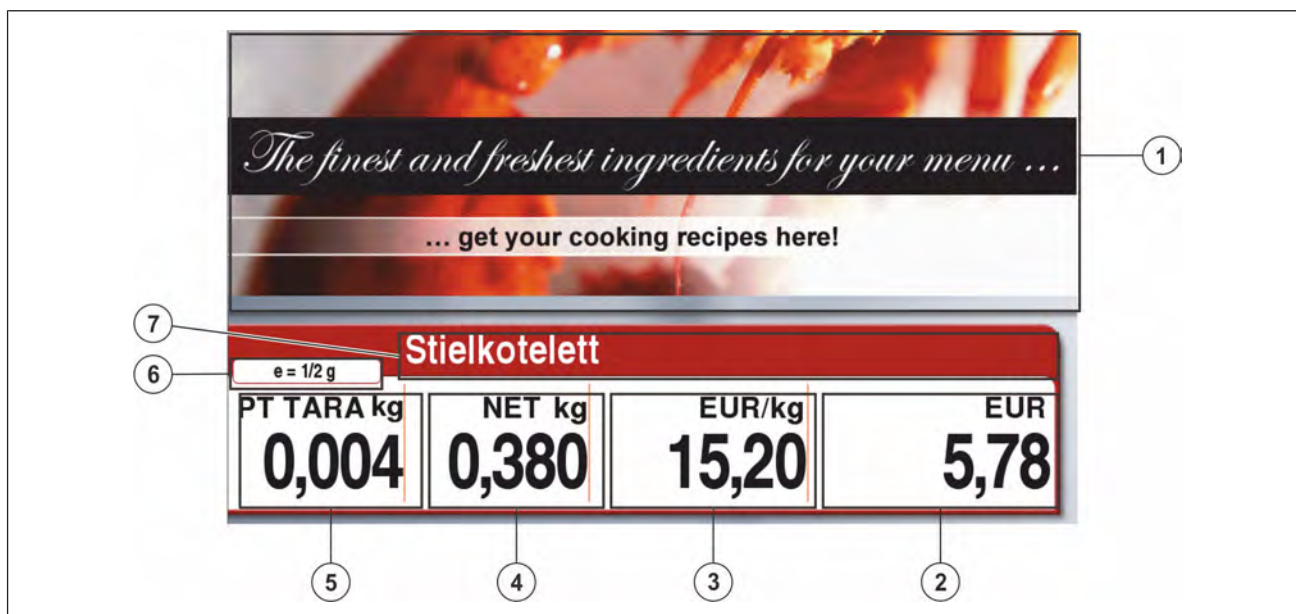 The finest and freshest ingredients for your menu ...
1
... get your cooking recipes here!
7
Stielkotelett
6
e = 1/2 g
PT TARA kg NET kg EUR/kg EUR
0,004 0,380 15,20 5,78
5 4 3 2